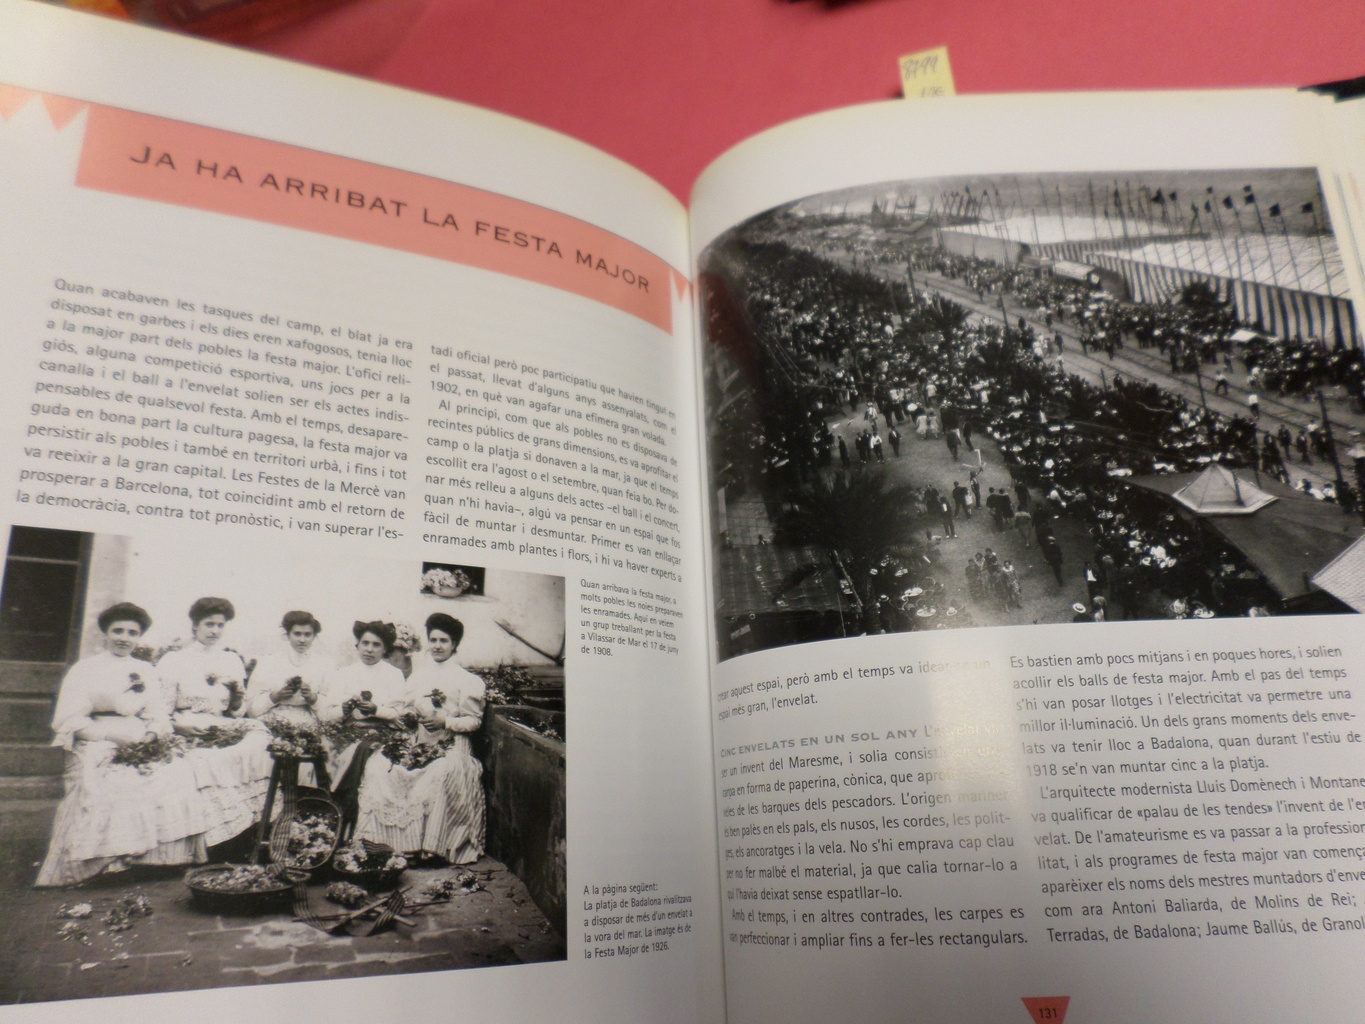 JA HA ARRIBAT LA FESTA MAJOR
Quan acabaven les tasques del camp, el blat ja era
disposat en garbes i els dies eren xafogosos, tenia lloc
a la major part dels pobles la festa major. L'ofici reli-
giós, alguna competició esportiva, uns jocs per a la
canalla i el ball a l'envelat solien ser els actes indis-
pensables de qualsevol festa. Amb el temps, desapare-
guda en bona part la cultura pagesa, la festa major va
persistir als pobles i també en territori urbà, i fins i tot
va reeixir a la gran capital. Les Festes de la Mercè van
prosperar a Barcelona, tot coincidint amb el retorn de
la democràcia, contra tot pronòstic, i van superar l'es-
tadi oficial però poc participatiu que havien tingut en
el passat, llevat d'alguns anys assenyalats, com el
1902, en què van agafar una efímera gran volada.
Al principi, com que als pobles no es disposava de
recintes públics de grans dimensions, es va aprofitar el
camp o la platja si donaven a la mar, ja que el temps
escollit era l'agost o el setembre, quan feia bo. Per do-
nar més relleu a alguns dels actes –el ball i el concert,
quan n'hi havia–, algú va pensar en un espai que fos
fàcil de muntar i desmuntar. Primer es van enllaçar
enramades amb plantes i flors, i hi va haver experts a
Quan arribava la festa major, a
molts pobles les noies preparaven
les enramades. Aquí en veiem
un grup treballant per la festa
a Vilassar de Mar el 17 de juny
de 1908.
A la pàgina següent:
La platja de Badalona rivalitzava
a disposar de més d'un envelat a
la vora del mar. La imatge és de
la Festa Major de 1926.
aquest espai, però amb el temps va idear-se un
espai més gran, l'envelat.
CINC ENVELATS EN UN SOL ANY L'envelat
un invent del Maresme, i solia consistir en una
carpa en forma de paperina, cònica, que
de les barques dels pescadors. L'origen mariner
ben palès en els pals, els nusos, les cordes, les polit-
els ancoratges i la vela. No s'hi emprava cap clau
per no fer malbé el material, ja que calia tornar-lo a
qui l'havia deixat sense espatllar-lo.
Amb el temps, i en altres contrades, les carpes es
van perfeccionar i ampliar fins a fer-les rectangulars.
Es bastien amb pocs mitjans i en poques hores, i solien
acollir els balls de festa major. Amb el pas del temps
s'hi van posar llotges i l'electricitat va permetre una
millor il·luminació. Un dels grans moments dels enve-
lats va tenir lloc a Badalona, quan durant l'estiu de
1918 se'n van muntar cinc a la platja.
L'arquitecte modernista Lluís Domènech i Montane
va qualificar de «palau de les tendes» l'invent de l'en
velat. De l'amateurisme es va passar a la profession
litat, i als programes de festa major van començ
aparèixer els noms dels mestres muntadors d'enve
com ara Antoni Baliarda, de Molins de Rei;
Terradas, de Badalona; Jaume Ballús, de Granol
131